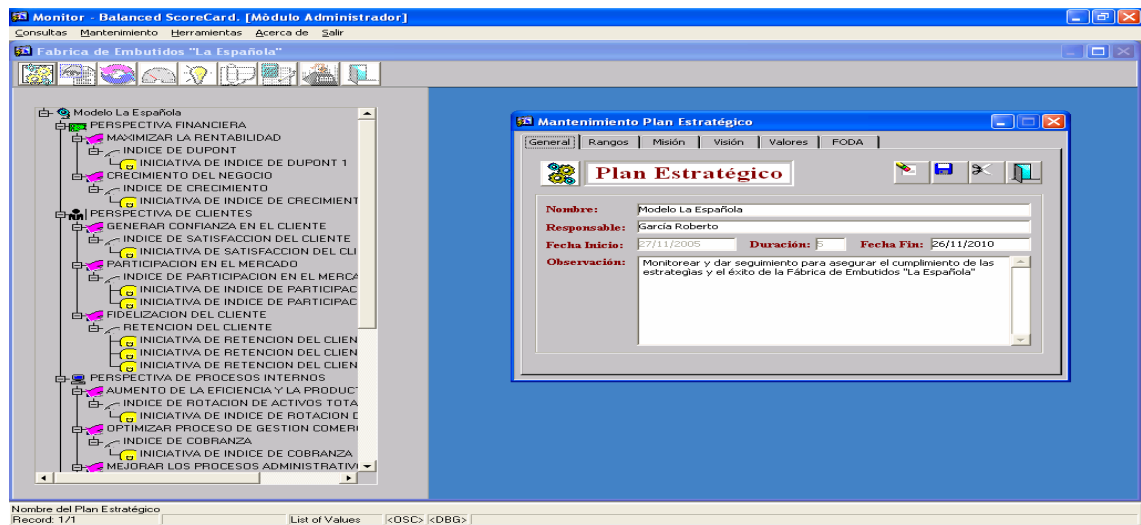 Monitor - Balanced ScoreCard. [Módulo Administrador]
Consultas Mantenimiento Herramientas Acerca de Salir
Fabrica de Embutidos "La Española"
Modelo La Española
PERSPECTIVA FINANCIERA
MAXIMIZAR LA RENTABILIDAD
INDICE DE DUPONT
INICIATIVA DE INDICE DE DUPONT 1
CRECIMIENTO DEL NEGOCIO
INDICE DE CRECIMIENTO
INICIATIVA DE INDICE DE CRECIMIENT
PERSPECTIVA DE CLIENTES
GENERAR CONFIANZA EN EL CLIENTE
INDICE DE SATISFACCION DEL CLIENTE
INICIATIVA DE SATISFACCION DEL CLI
PARTICIPACION EN EL MERCADO
INDICE DE PARTICIPACION EN EL MERCA
INICIATIVA DE INDICE DE PARTICIPAC
INICIATIVA DE INDICE DE PARTICIPAC
FIDELIZACION DEL CLIENTE
RETENCION DEL CLIENTE
INICIATIVA DE RETENCION DEL CLIEN
INICIATIVA DE RETENCION DEL CLIEN
INICIATIVA DE RETENCION DEL CLIEN
PERSPECTIVA DE PROCESOS INTERNOS
AUMENTO DE LA EFICIENCIA Y LA PRODUCT
INDICE DE ROTACION DE ACTIVOS TOTA
INICIATIVA DE INDICE DE ROTACION D
OPTIMIZAR PROCESO DE GESTION COMER
INDICE DE COBRANZA
INICIATIVA DE INDICE DE COBRANZA
MEJORAR LOS PROCESOS ADMINISTRATIV
Mantenimiento Plan Estratégico
General Rangos Misión Visión Valores FODA
Plan Estratégico
Nombre: Modelo La Española
Responsable: García Roberto
Fecha Inicio: 27/11/2005 Duración: 5 Fecha Fin: 26/11/2010
Observación: Monitorear y dar seguimiento para asegurar el cumplimiento de las
estrategias y el éxito de la Fábrica de Embutidos "La Española"
Nombre del Plan Estratégico
Record: 1/1 List of Values <OSC> <DBG>